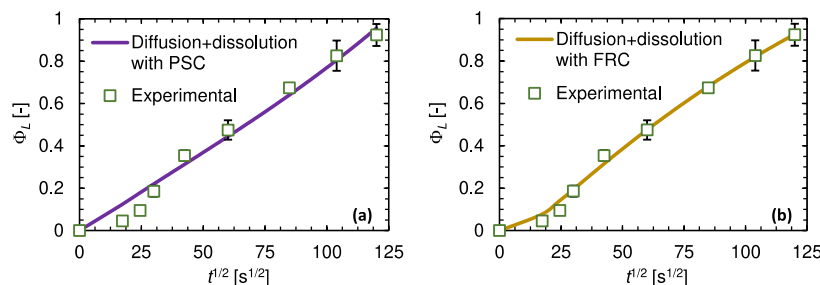 1
0.8
0.6
0.4
0.2
0
Φ_L [-]
Diffusion+dissolution
with PSC
Experimental
(a)
0 25 50 75 100 125
t^1/2 [s^1/2]
1
0.8
0.6
0.4
0.2
0
Φ_L [-]
Diffusion+dissolution
with FRC
Experimental
(b)
0 25 50 75 100 125
t^1/2 [s^1/2]